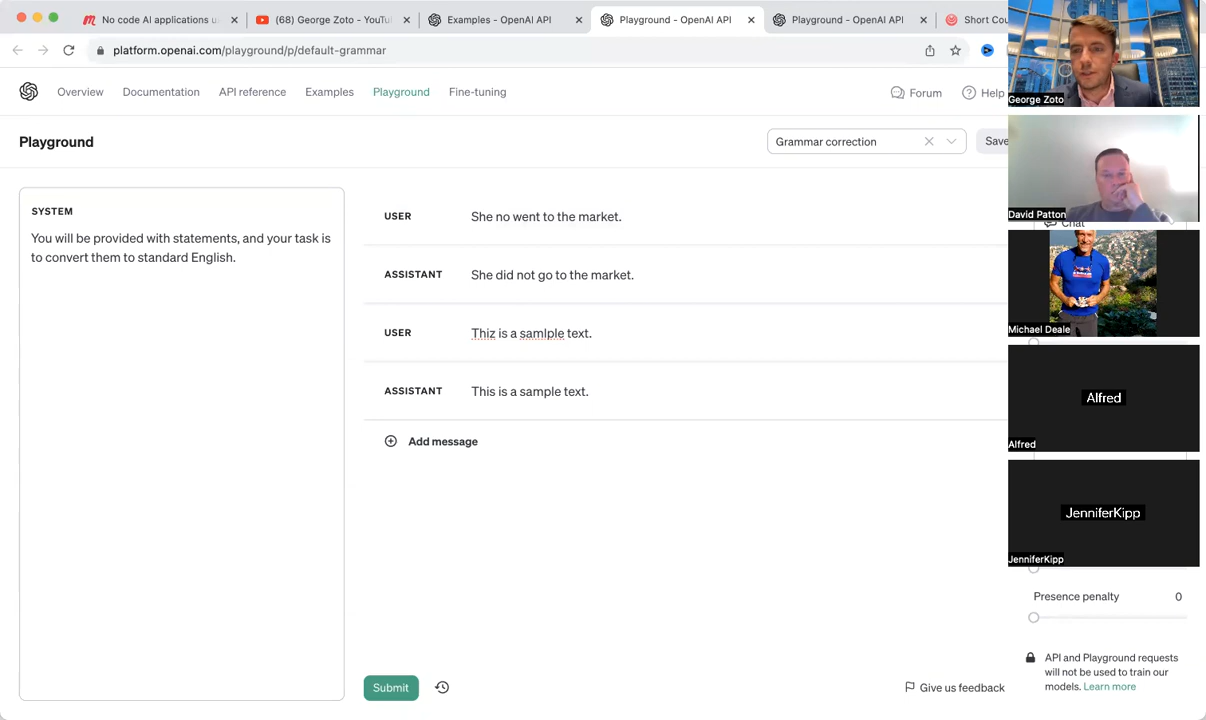 No code AI applications u
(68) George Zoto - YouTu
Examples - OpenAI API
Playground - OpenAI API
Playground - OpenAI API
Short Cou
platform.openai.com/playground/p/default-grammar
Overview
Documentation
API reference
Examples
Playground
Fine-tuning
Forum
Help
George Zoto
Playground
Grammar correction
Save
SYSTEM
You will be provided with statements, and your task is
to convert them to standard English.
USER
She no went to the market.
ASSISTANT
She did not go to the market.
USER
Thiz is a samlple text.
ASSISTANT
This is a sample text.
Add message
David Patton
Chat
Michael Deale
Alfred
Alfred
JenniferKipp
JenniferKipp
Presence penalty
0
API and Playground requests
will not be used to train our
models. Learn more
Submit
Give us feedback